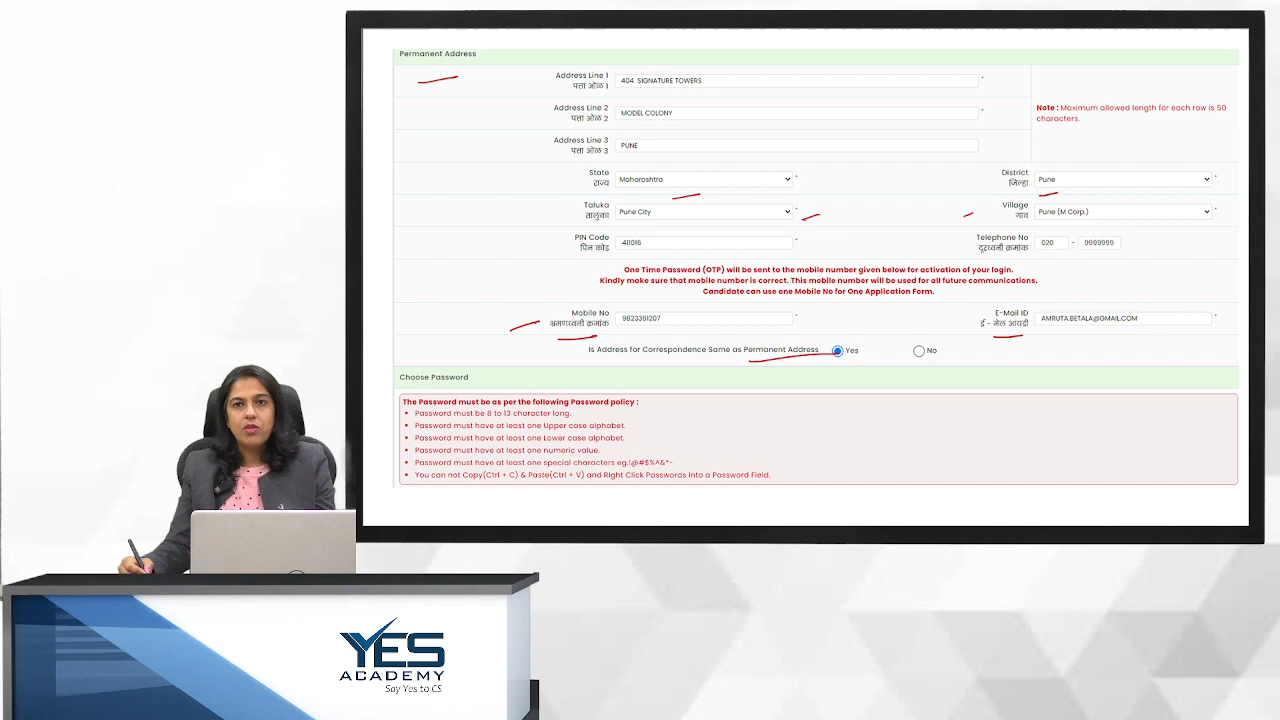 Permanent Address
Address Line 1
पत्ता ओळ 1
404 SIGNATURE TOWERS
*
Address Line 2
पत्ता ओळ 2
MODEL COLONY
*
Note : Maximum allowed length for each row is 50
characters.
Address Line 3
पत्ता ओळ 3
PUNE
State
राज्य
Maharashtra
*
District
जिल्हा
Pune
*
Taluka
तालुका
Pune City
*
Village
गाव
Pune (M Corp.)
*
PIN Code
पिन कोड
411016
*
Telephone No
दूरध्वनी क्रमांक
020 - 9999999
One Time Password (OTP) will be sent to the mobile number given below for activation of your login.
Kindly make sure that mobile number is correct. This mobile number will be used for all future communications.
Candidate can use one Mobile No for One Application Form.
Mobile No
भ्रमणध्वनी क्रमांक
9823361207
*
E-Mail ID
ई - मेल आयडी
AMRUTA.BETALA@GMAIL.COM
*
Is Address for Correspondence Same as Permanent Address Yes No
Choose Password
The Password must be as per the following Password policy :
• Password must be 8 to 13 character long.
• Password must have at least one Upper case alphabet.
• Password must have at least one Lower case alphabet.
• Password must have at least one numeric value.
• Password must have at least one special characters eg.!@#$%^&*-
• You can not Copy(Ctrl + C) & Paste(Ctrl + V) and Right Click Passwords into a Password Field.
YES
ACADEMY
Say Yes to CS